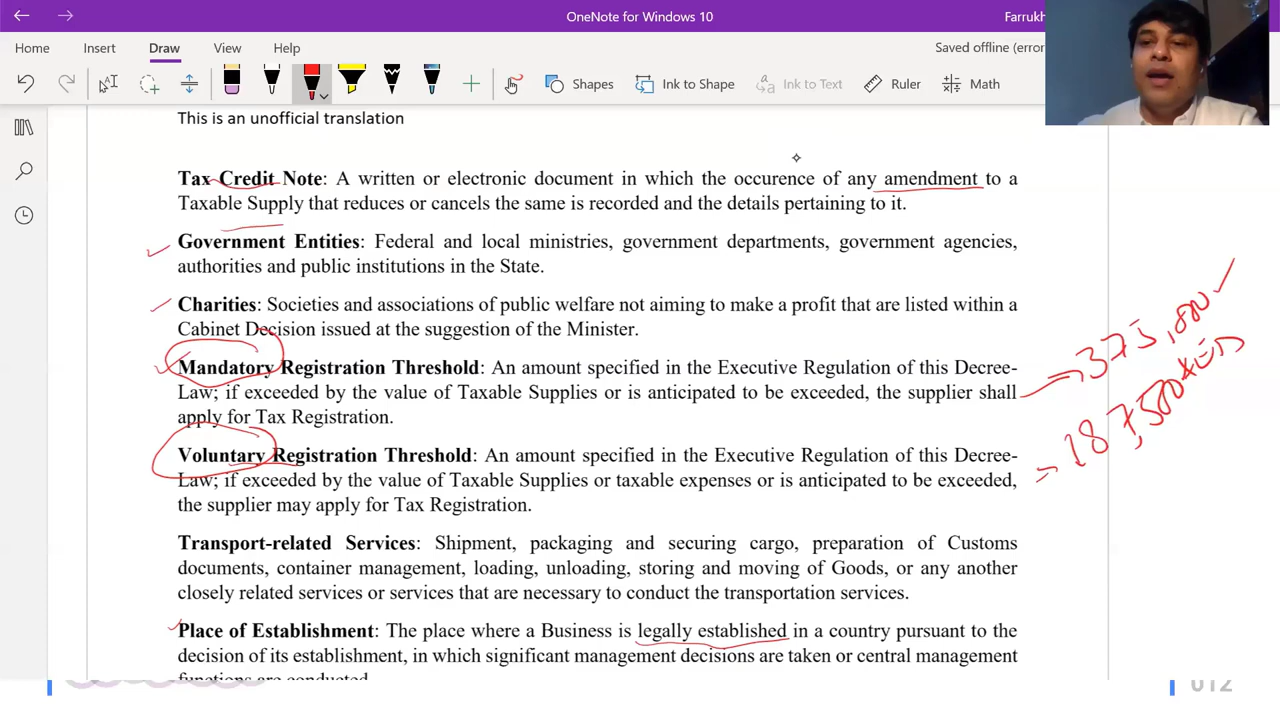 OneNote for Windows 10
Farrukh
Home Insert Draw View Help
Saved offline (error
Shapes Ink to Shape Ink to Text Ruler Math
This is an unofficial translation
Tax Credit Note: A written or electronic document in which the occurence of any amendment to a
Taxable Supply that reduces or cancels the same is recorded and the details pertaining to it.
Government Entities: Federal and local ministries, government departments, government agencies,
authorities and public institutions in the State.
Charities: Societies and associations of public welfare not aiming to make a profit that are listed within a
Cabinet Decision issued at the suggestion of the Minister.
Mandatory Registration Threshold: An amount specified in the Executive Regulation of this Decree-
Law; if exceeded by the value of Taxable Supplies or is anticipated to be exceeded, the supplier shall
apply for Tax Registration.
375,000
Voluntary Registration Threshold: An amount specified in the Executive Regulation of this Decree-
Law; if exceeded by the value of Taxable Supplies or taxable expenses or is anticipated to be exceeded,
the supplier may apply for Tax Registration.
187,500
Transport-related Services: Shipment, packaging and securing cargo, preparation of Customs
documents, container management, loading, unloading, storing and moving of Goods, or any another
closely related services or services that are necessary to conduct the transportation services.
Place of Establishment: The place where a Business is legally established in a country pursuant to the
decision of its establishment, in which significant management decisions are taken or central management
functions are conducted
012